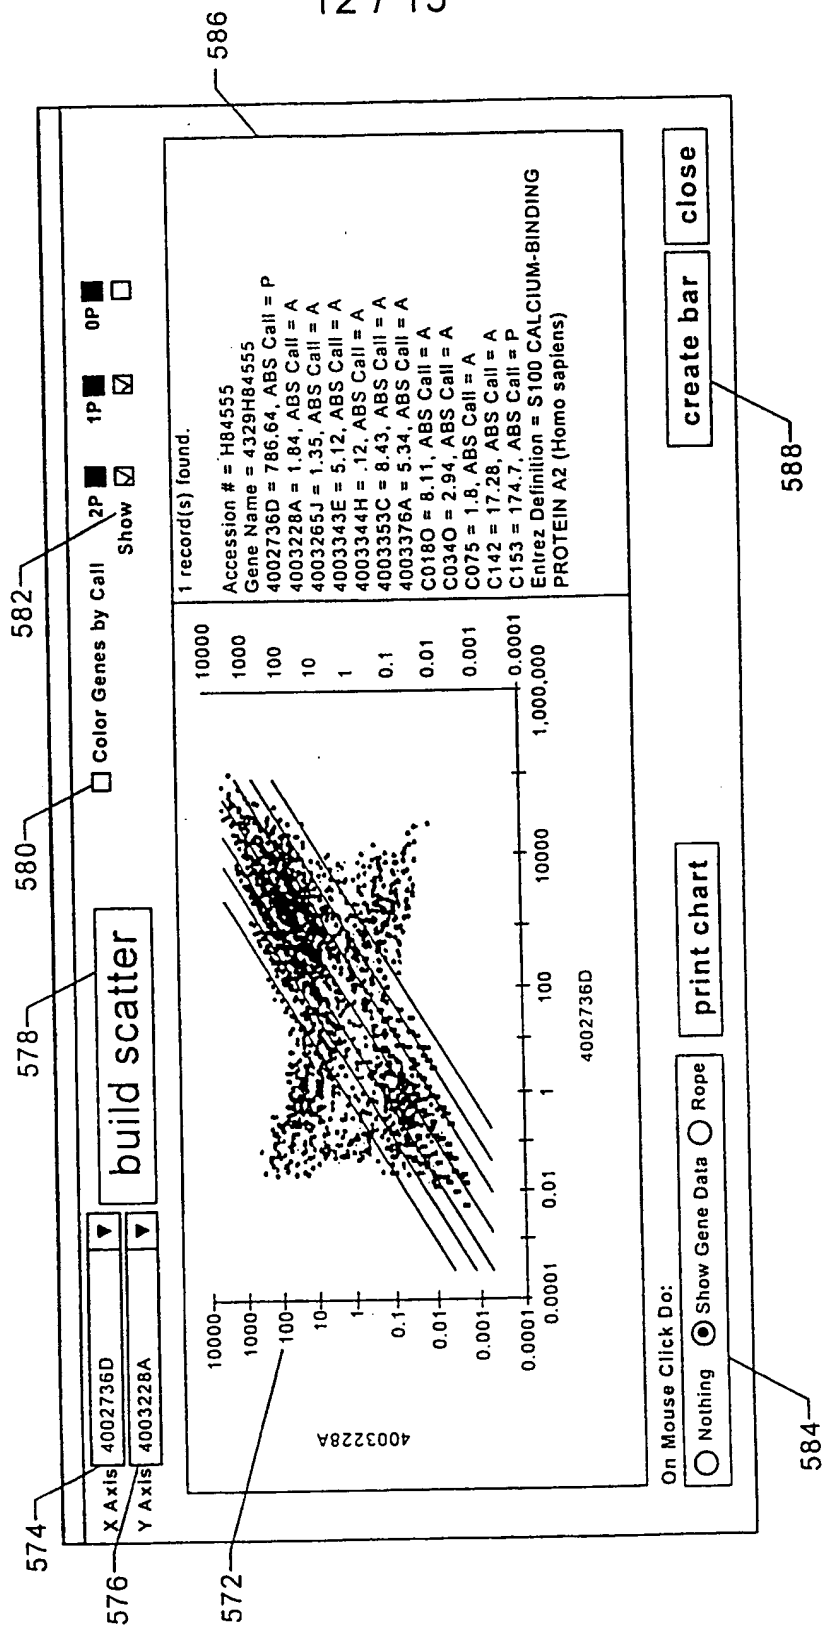 12 / 15
574
X Axis 4002736D ▼
576
Y Axis 4003228A ▼
578
build scatter
580
Color Genes by Call
582
2P 1P 0P
Show
586
572
4003228A
10000
1000
100
10
1
0.1
0.01
0.001
0.0001
0.0001 0.01 1 100 10000 1,000,000
4002736D
10000
1000
100
10
1
0.1
0.01
0.001
0.0001
1 record(s) found.
Accession # = H84555
Gene Name = 4329H84555
4002736D = 786.64, ABS Call = P
4003228A = 1.84, ABS Call = A
4003265J = 1.35, ABS Call = A
4003343E = 5.12, ABS Call = A
4003344H = .12, ABS Call = A
4003353C = 8.43, ABS Call = A
4003376A = 5.34, ABS Call = A
C018O = 8.11, ABS Call = A
C034O = 2.94, ABS Call = A
C075 = 1.8, ABS Call = A
C142 = 17.28, ABS Call = A
C153 = 174.7, ABS Call = P
Entrez Definition = S100 CALCIUM-BINDING
PROTEIN A2 (Homo sapiens)
On Mouse Click Do:
Nothing Show Gene Data Rope
584
print chart
create bar
588
close